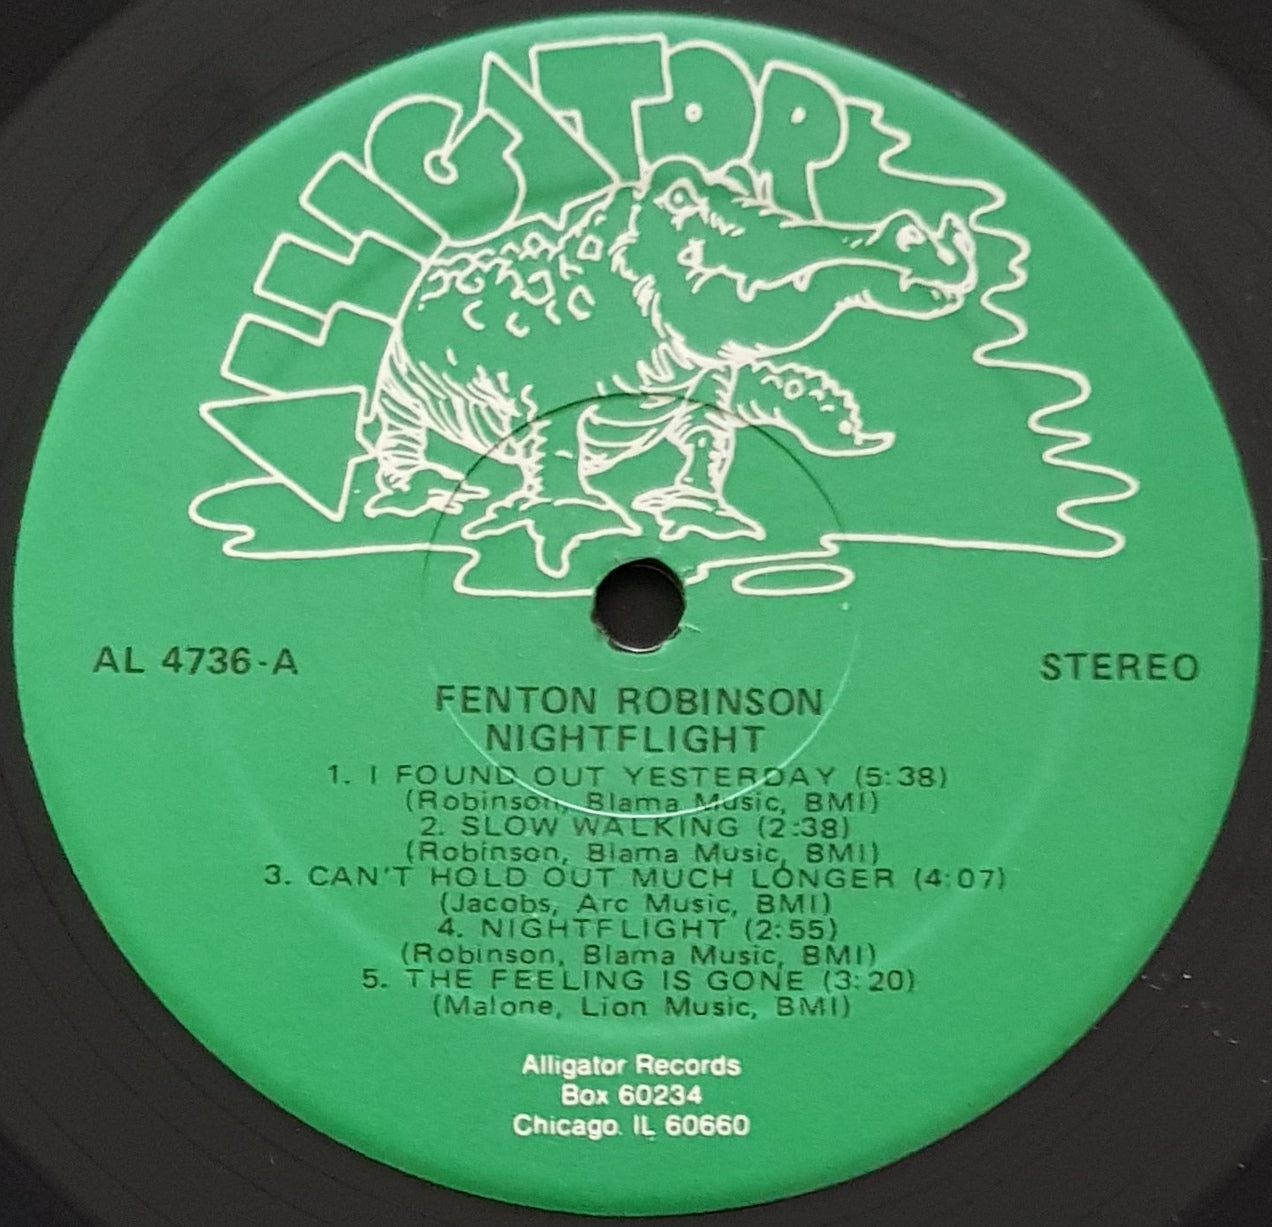 ALLIGATOR
AL 4736-A
STEREO
FENTON ROBINSON
NIGHTFLIGHT
1. I FOUND OUT YESTERDAY (5:38)
(Robinson, Blama Music, BMI)
2. SLOW WALKING (2:38)
(Robinson, Blama Music, BMI)
3. CAN'T HOLD OUT MUCH LONGER (4:07)
(Jacobs, Arc Music, BMI)
4. NIGHTFLIGHT (2:55)
(Robinson, Blama Music, BMI)
5. THE FEELING IS GONE (3:20)
(Malone, Lion Music, BMI)
Alligator Records
Box 60234
Chicago. IL 60660